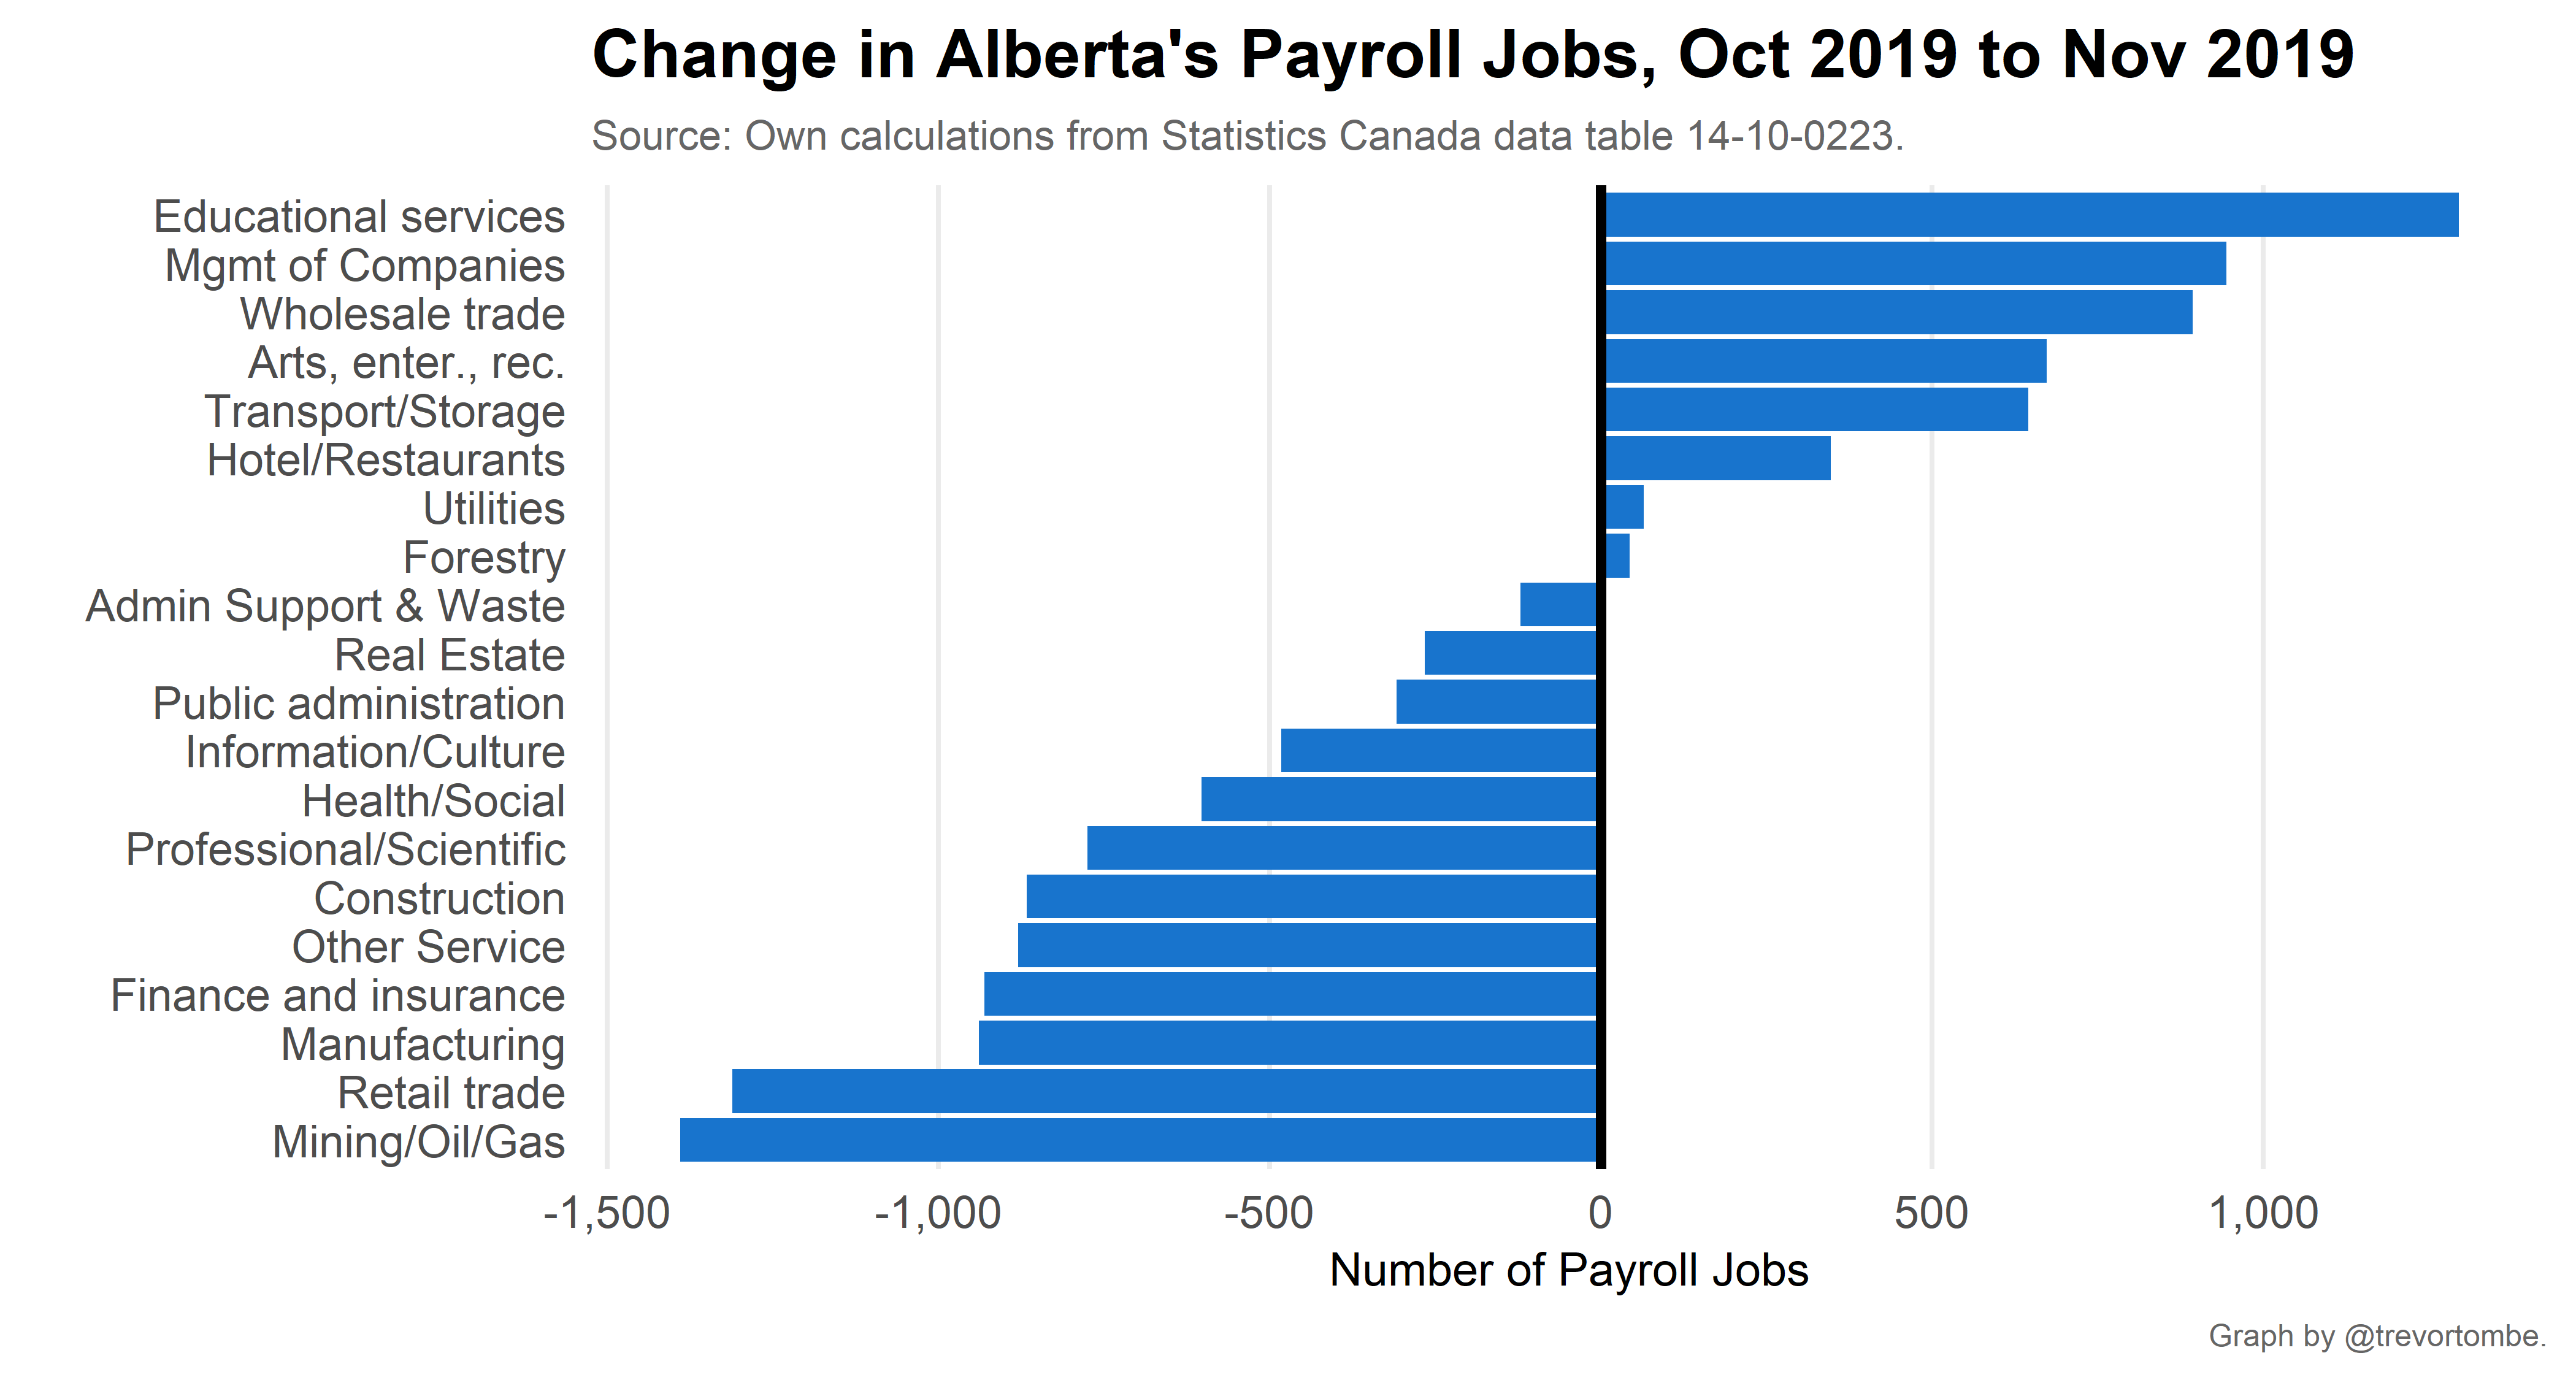 Change in Alberta's Payroll Jobs, Oct 2019 to Nov 2019
Source: Own calculations from Statistics Canada data table 14-10-0223.
Educational services
Mgmt of Companies
Wholesale trade
Arts, enter., rec.
Transport/Storage
Hotel/Restaurants
Utilities
Forestry
Admin Support & Waste
Real Estate
Public administration
Information/Culture
Health/Social
Professional/Scientific
Construction
Other Service
Finance and insurance
Manufacturing
Retail trade
Mining/Oil/Gas
-1,500 -1,000 -500 0 500 1,000
Number of Payroll Jobs
Graph by @trevortombe.